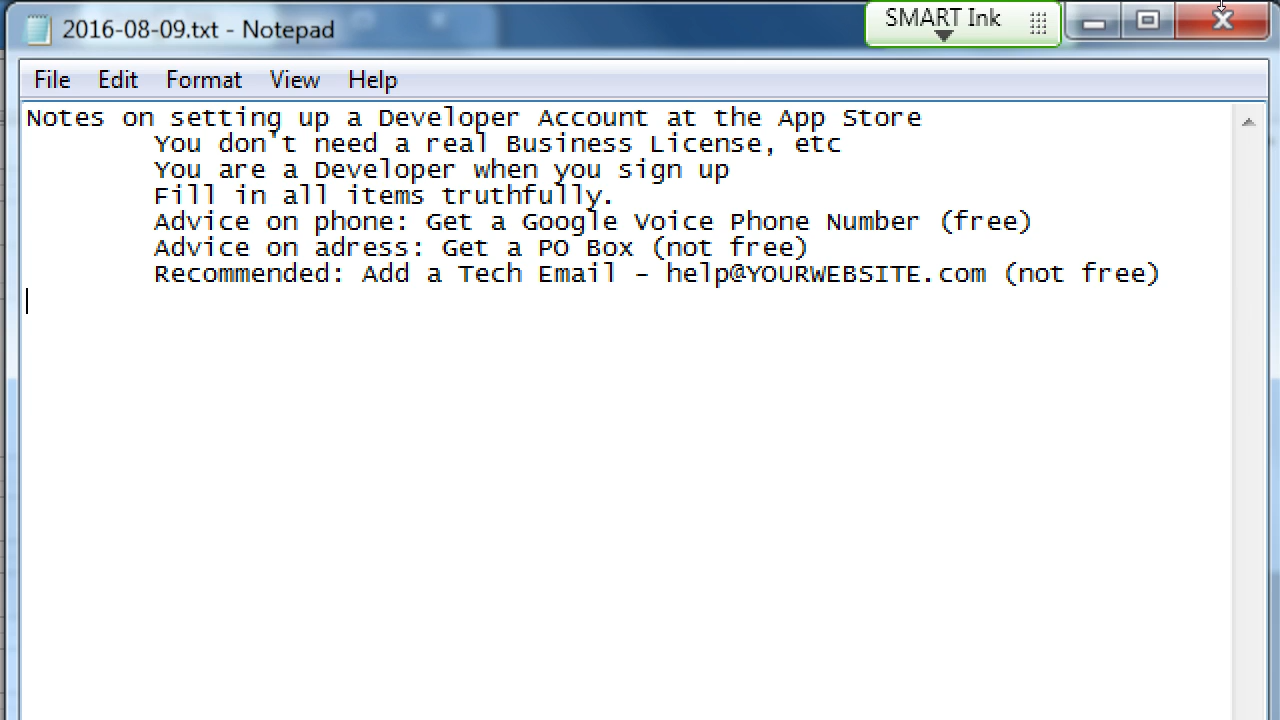 2016-08-09.txt - Notepad
SMART Ink
File Edit Format View Help
Notes on setting up a Developer Account at the App Store
You don't need a real Business License, etc
You are a Developer when you sign up
Fill in all items truthfully.
Advice on phone: Get a Google Voice Phone Number (free)
Advice on adress: Get a PO Box (not free)
Recommended: Add a Tech Email - help@YOURWEBSITE.com (not free)